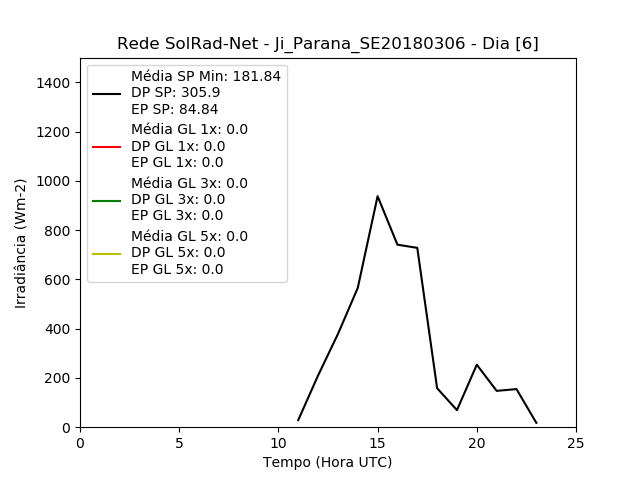 Rede SolRad-Net - Ji_Parana_SE20180306 - Dia [6]
Média SP Min: 181.84
DP SP: 305.9
EP SP: 84.84
Média GL 1x: 0.0
DP GL 1x: 0.0
EP GL 1x: 0.0
Média GL 3x: 0.0
DP GL 3x: 0.0
EP GL 3x: 0.0
Média GL 5x: 0.0
DP GL 5x: 0.0
EP GL 5x: 0.0
Irradiância (Wm-2)
1400
1200
1000
800
600
400
200
0
0 5 10 15 20 25
Tempo (Hora UTC)